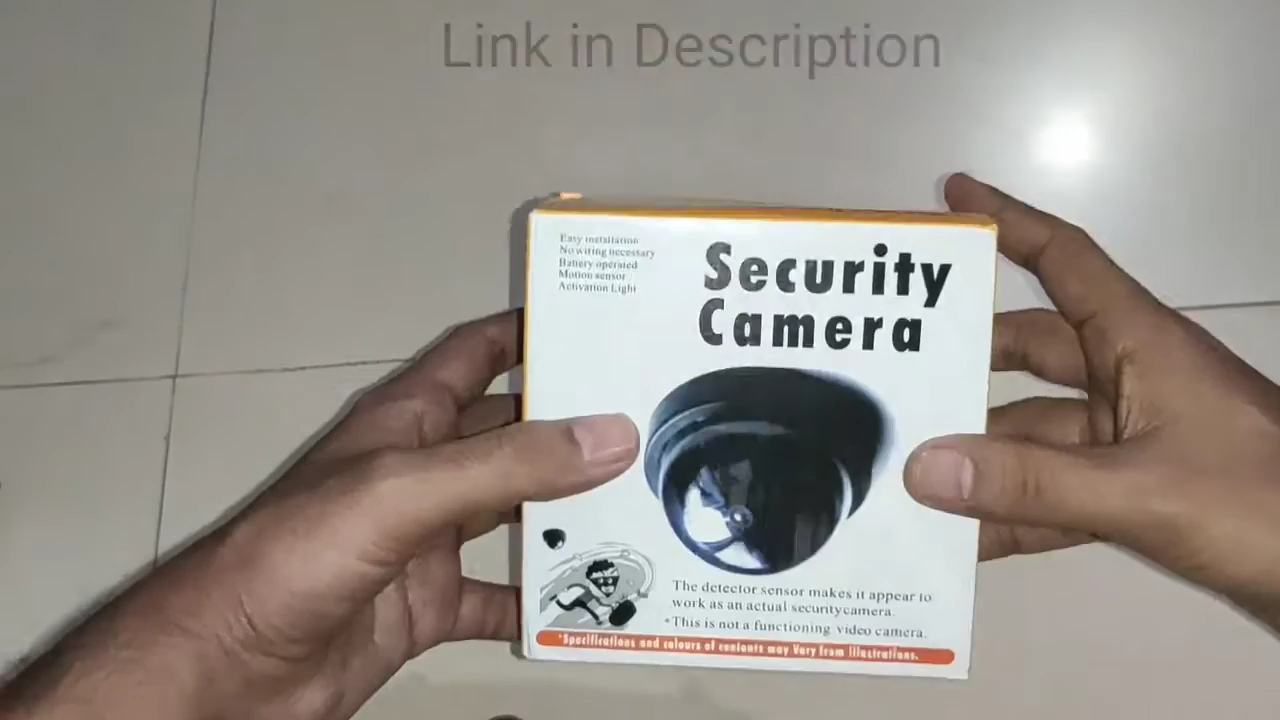 Link in Description
Easy installation
No wiring necessary
Battery operated
Motion sensor
Activation Light
Security
Camera
The detector sensor makes it appear to
work as an actual securitycamera.
*This is not a functioning video camera.
*Specifications and colours of contents may Vary from illustrations.